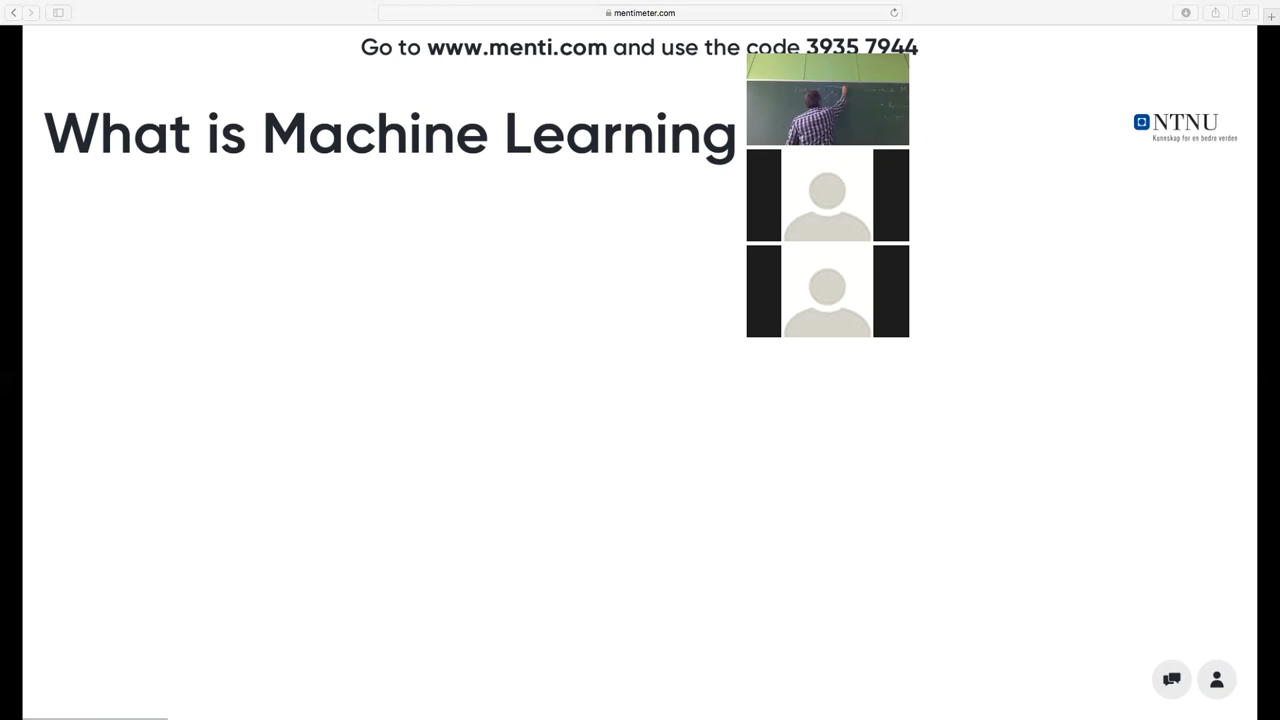 mentimeter.com
Go to www.menti.com and use the code 3935 7944
What is Machine Learning
NTNU
Kunnskap for en bedre verden